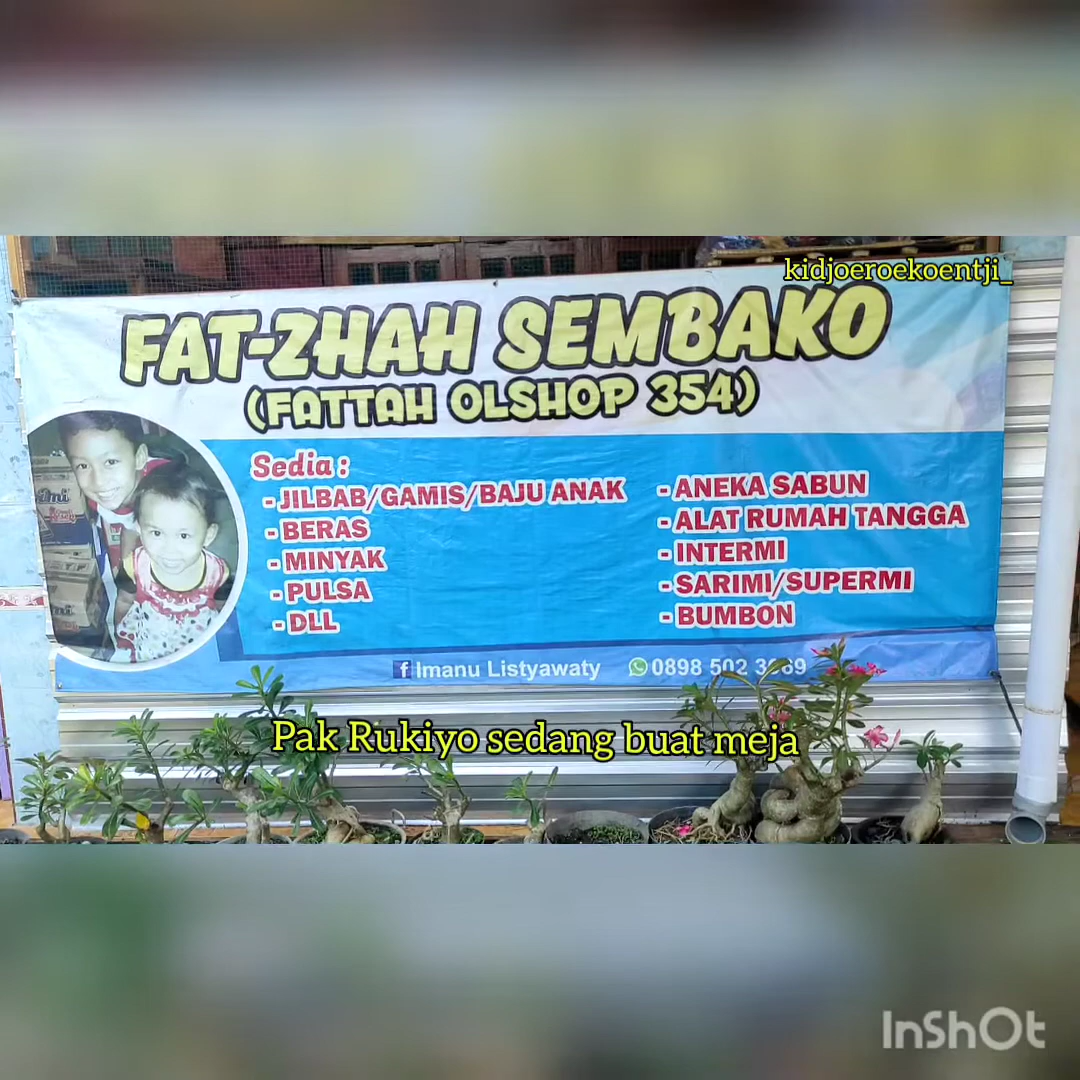 kidjoeroekoentji_
FAT-ZHAH SEMBAKO
(FATTAH OLSHOP 354)
Sedia :
- JILBAB/GAMIS/BAJU ANAK
- BERAS
- MINYAK
- PULSA
- DLL
- ANEKA SABUN
- ALAT RUMAH TANGGA
- INTERMI
- SARIMI/SUPERMI
- BUMBON
f Imanu Listyawaty
0898 502
Pak Rukiyo sedang buat meja
InShOt